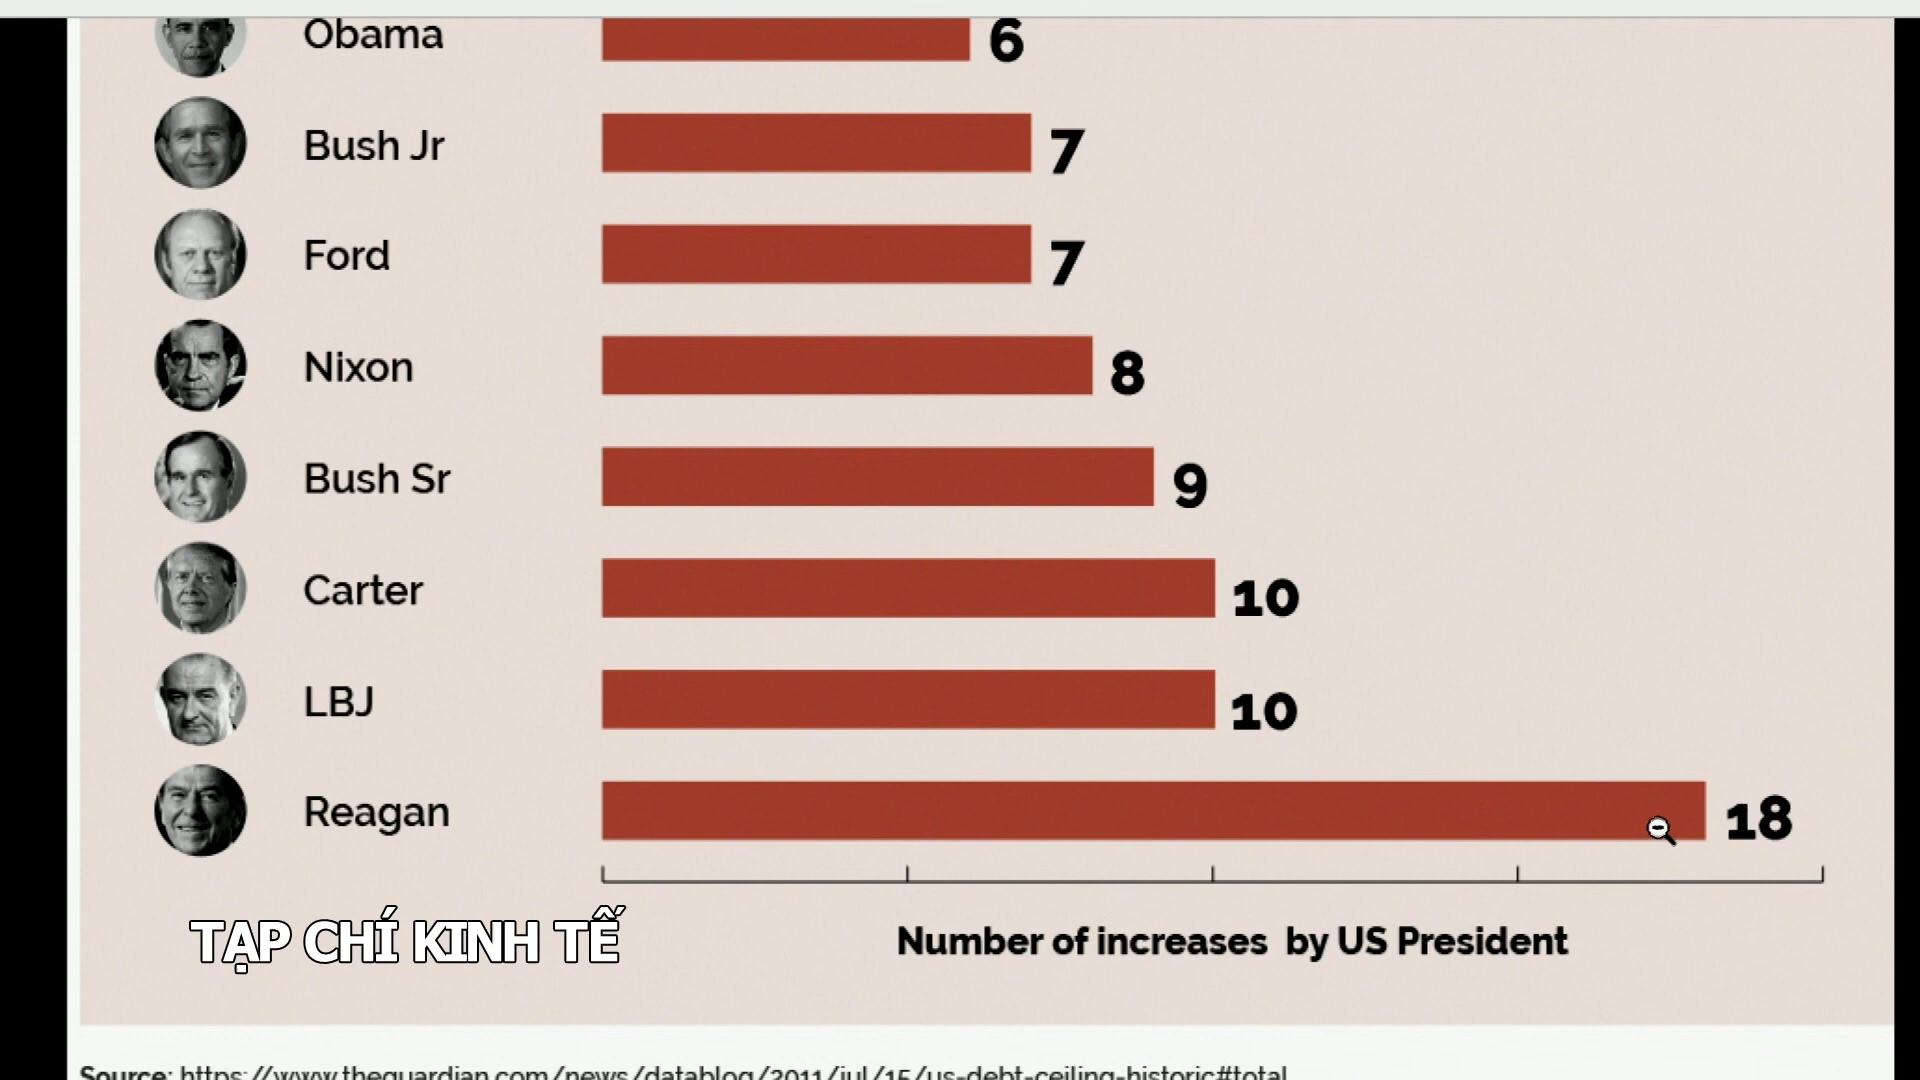 Obama 6
Bush Jr 7
Ford 7
Nixon 8
Bush Sr 9
Carter 10
LBJ 10
Reagan 18
TẠP CHÍ KINH TẾ
Number of increases by US President
Source: https://www.theguardian.com/news/datablog/2011/jul/15/us-debt-ceiling-historic#total